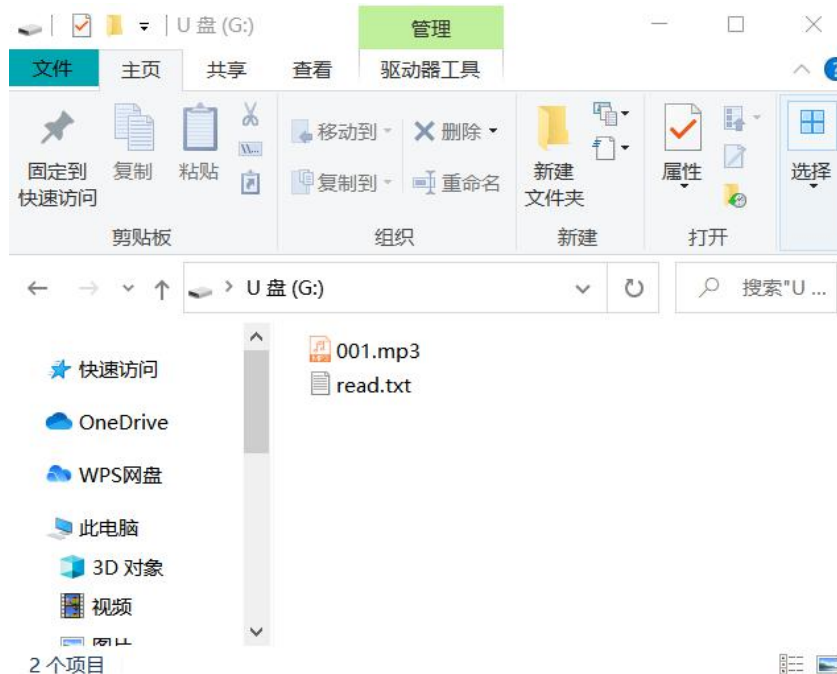 U 盘 (G:)
管理
文件 主页 共享 查看 驱动器工具
固定到
快速访问
复制
粘贴
剪贴板
移动到
删除
复制到
重命名
组织
新建
文件夹
新建
属性
打开
选择
U 盘 (G:)
搜索"U ...
快速访问
OneDrive
WPS网盘
此电脑
3D 对象
视频
图片
001.mp3
read.txt
2 个项目